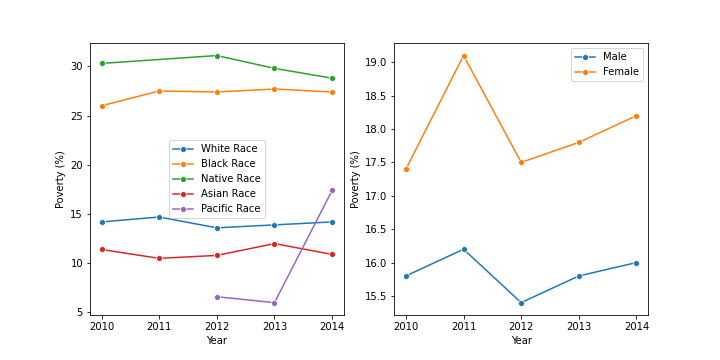 30
25
20
15
10
5
Poverty (%)
2010
2011
2012
2013
2014
Year
White Race
Black Race
Native Race
Asian Race
Pacific Race
19.0
18.5
18.0
17.5
17.0
16.5
16.0
15.5
Poverty (%)
2010
2011
2012
2013
2014
Year
Male
Female